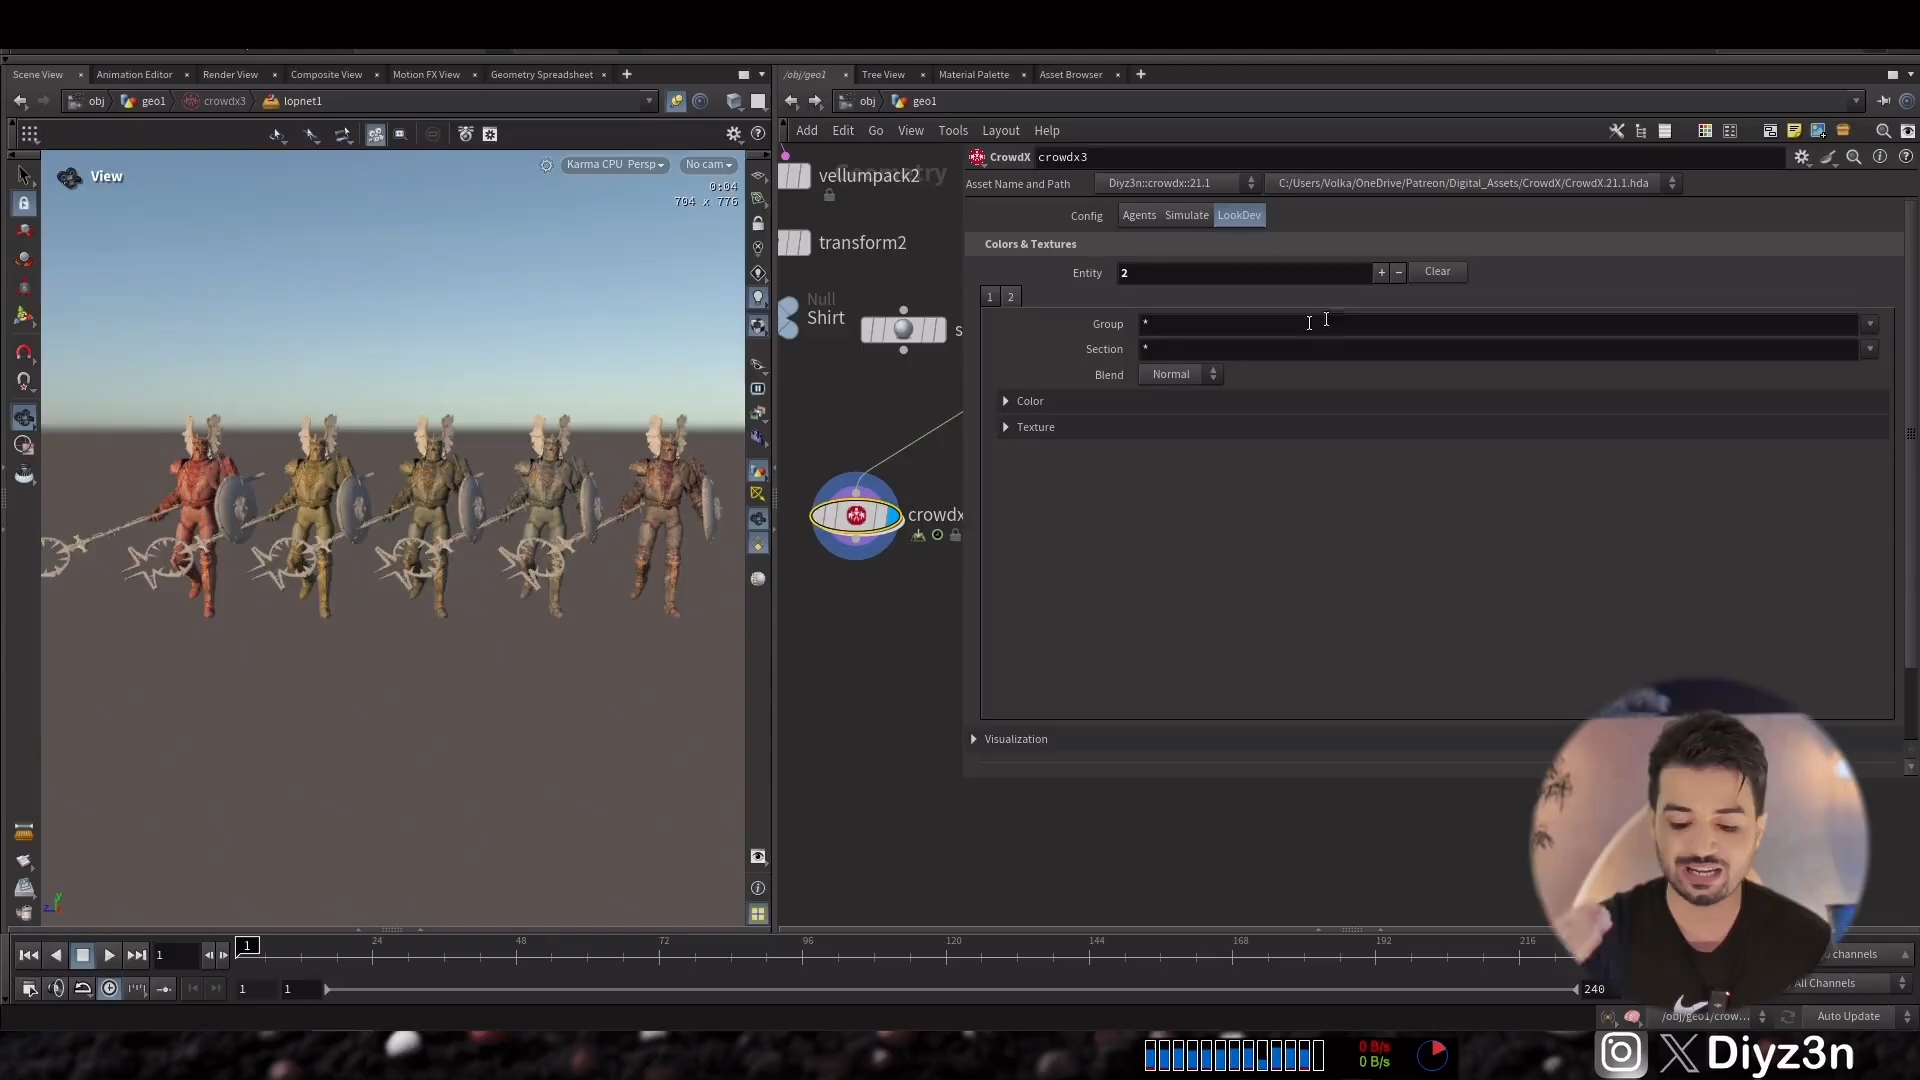 Scene View × Animation Editor × Render View × Composite View × Motion FX View × Geometry Spreadsheet × +
/obj/geo1 × Tree View × Material Palette × Asset Browser × +
obj geo1 crowdx3 lopnet1
obj geo1
Add Edit Go View Tools Layout Help
View
Karma CPU Persp No cam
0:04
704 x 776
CrowdX crowdx3
Asset Name and Path Diyz3n::crowdx::21.1 C:/Users/Volka/OneDrive/Patreon/Digital_Assets/CrowdX/CrowdX.21.1.hda
Config Agents Simulate LookDev
Colors & Textures
Entity 2 + − Clear
1 2
Group *
Section *
Blend Normal
Color
Texture
Visualization
vellumpack2
transform2
Null
Shirt
s
crowdx
1 1 24 48 72 96 120 144 168 192 216
channels
1 1 240 All Channels
/obj/geo1/crow... Auto Update
0 B/s
0 B/s
Diyz3n